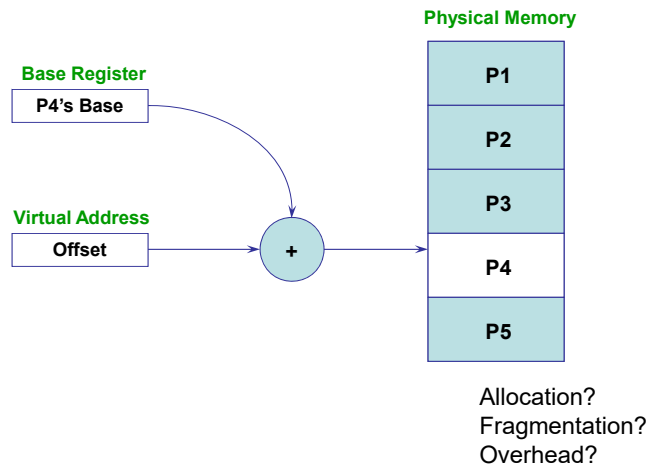 Physical Memory
Base Register
P4's Base
Virtual Address
Offset
+
P1
P2
P3
P4
P5
Allocation?
Fragmentation?
Overhead?